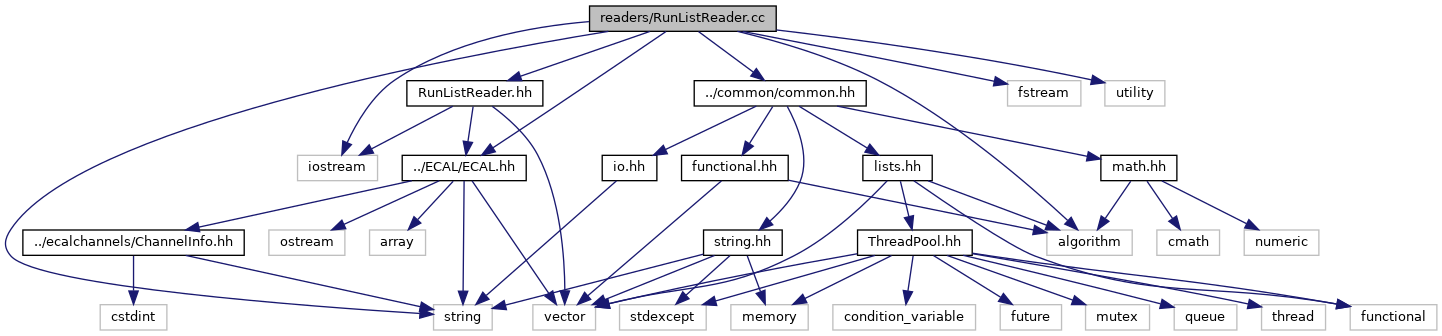 readers/RunListReader.cc
RunListReader.hh
../common/common.hh
fstream
utility
iostream
../ECAL/ECAL.hh
io.hh
functional.hh
lists.hh
math.hh
../ecalchannels/ChannelInfo.hh
ostream
array
string.hh
ThreadPool.hh
algorithm
cmath
numeric
cstdint
string
vector
stdexcept
memory
condition_variable
future
mutex
queue
thread
functional